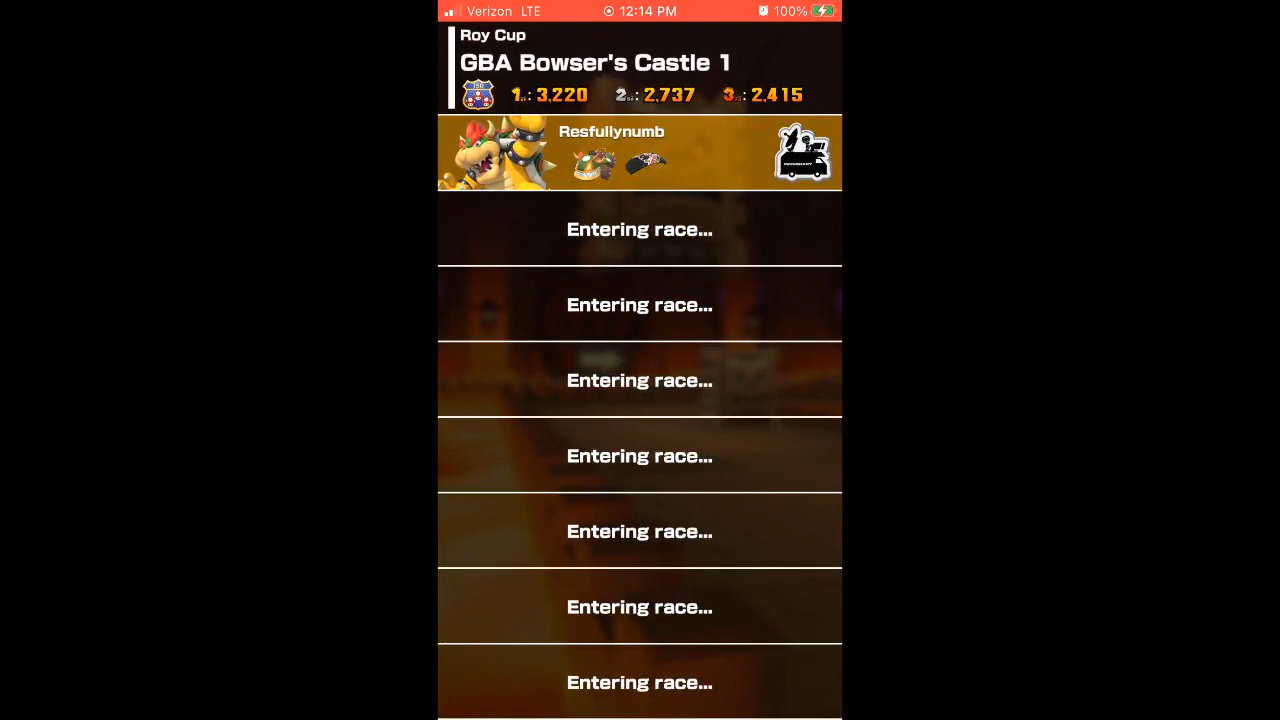 Verizon LTE 12:14 PM 100%
Roy Cup
GBA Bowser's Castle 1
1st: 3,220 2nd: 2,737 3rd: 2,415
Resfullynumb
Entering race...
Entering race...
Entering race...
Entering race...
Entering race...
Entering race...
Entering race...